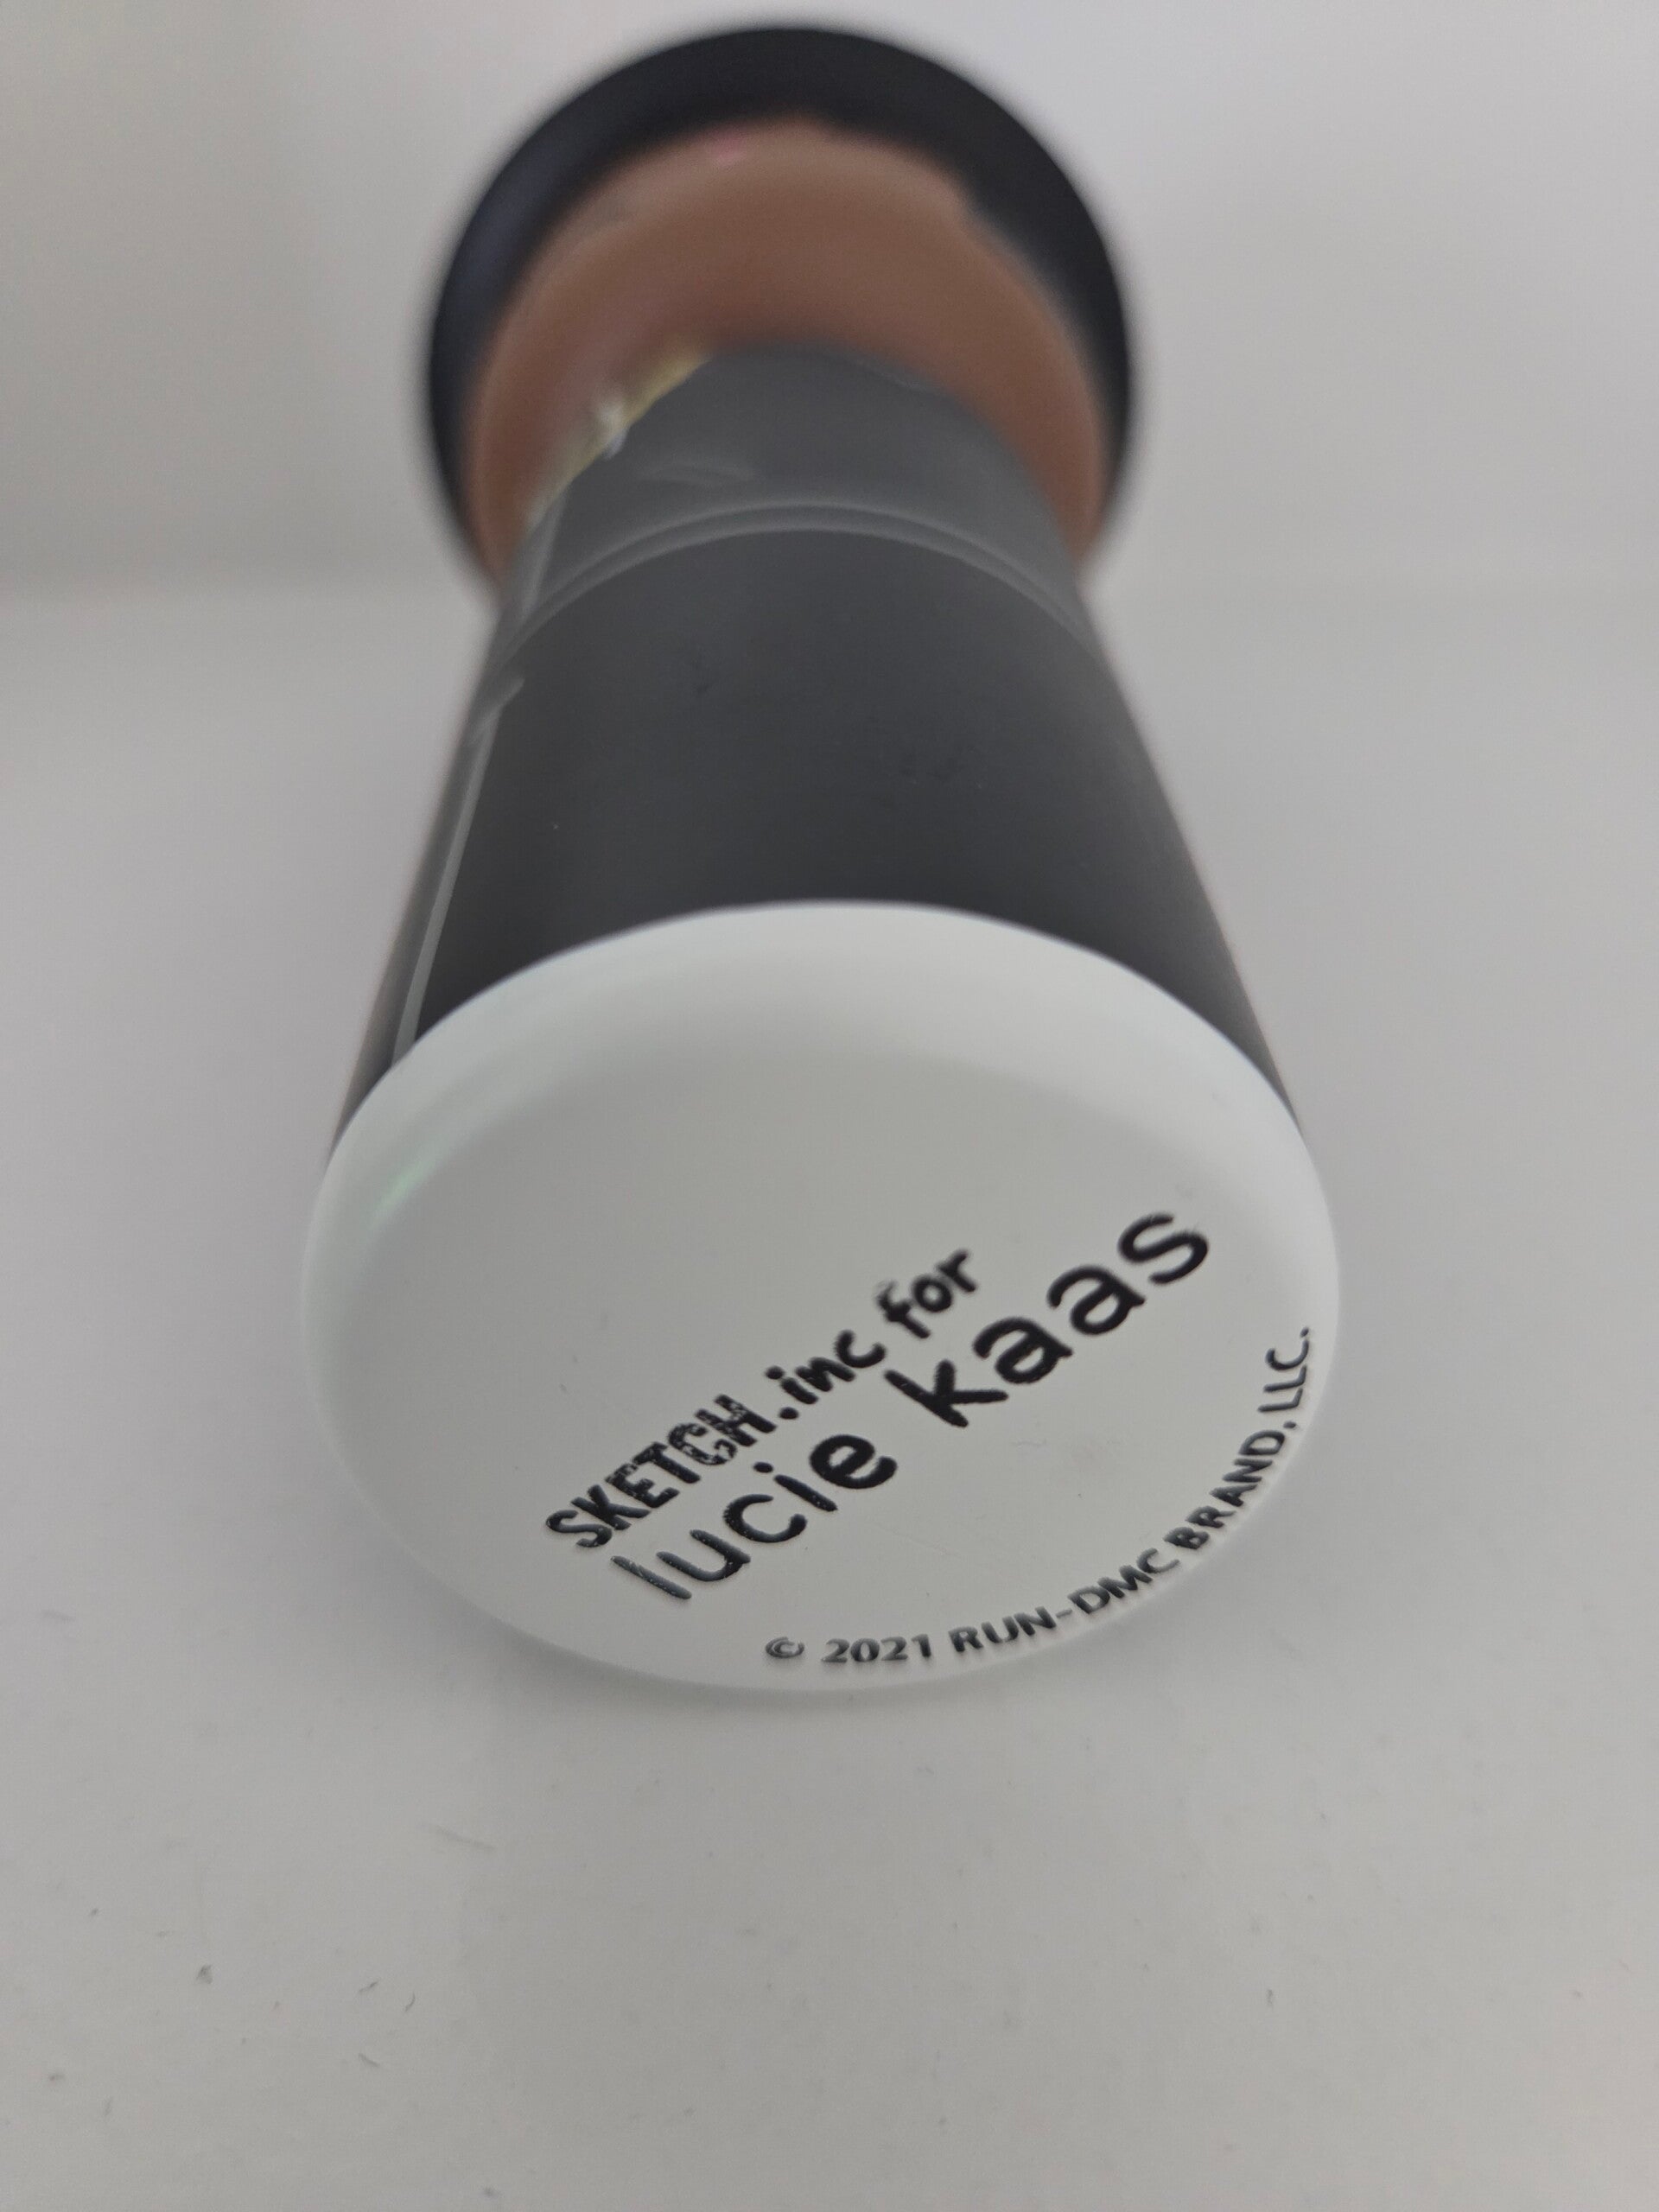 SKETCH.inc for
lucie kaas
© 2021 RUN-DMC BRAND, LLC.